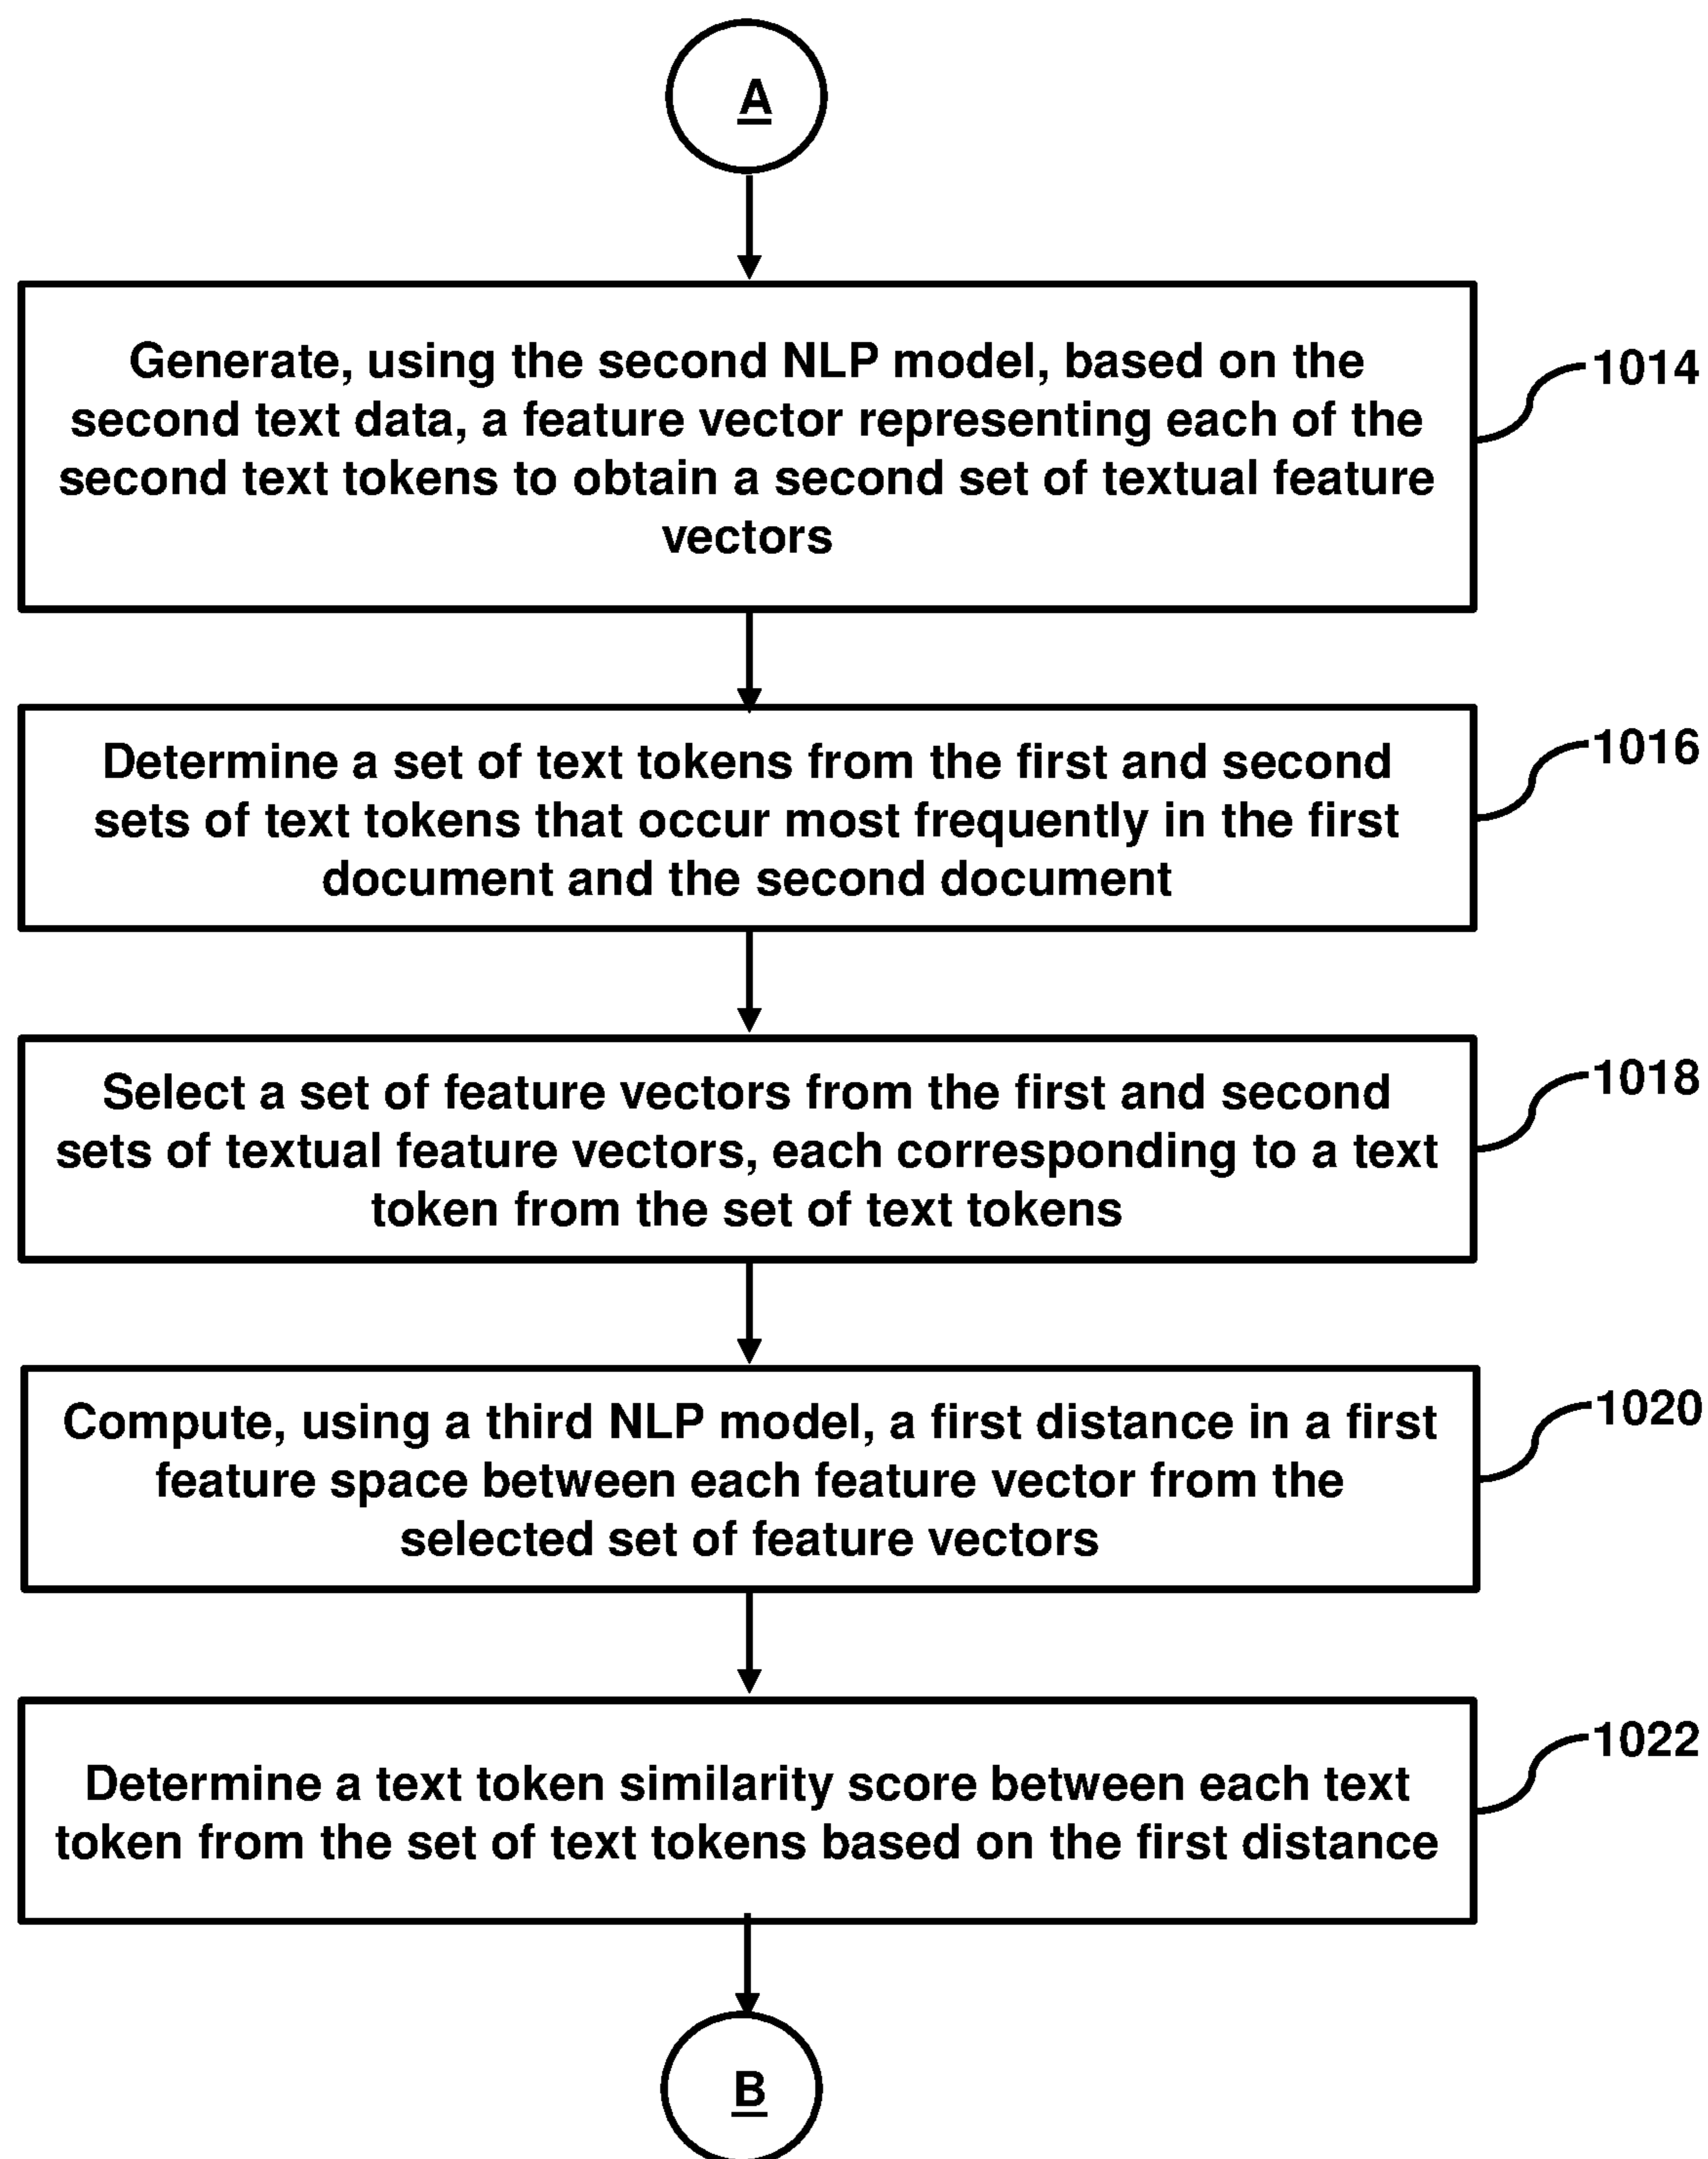 A
Generate, using the second NLP model, based on the
second text data, a feature vector representing each of the
second text tokens to obtain a second set of textual feature
vectors
1014
Determine a set of text tokens from the first and second
sets of text tokens that occur most frequently in the first
document and the second document
1016
Select a set of feature vectors from the first and second
sets of textual feature vectors, each corresponding to a text
token from the set of text tokens
1018
Compute, using a third NLP model, a first distance in a first
feature space between each feature vector from the
selected set of feature vectors
1020
Determine a text token similarity score between each text
token from the set of text tokens based on the first distance
1022
B